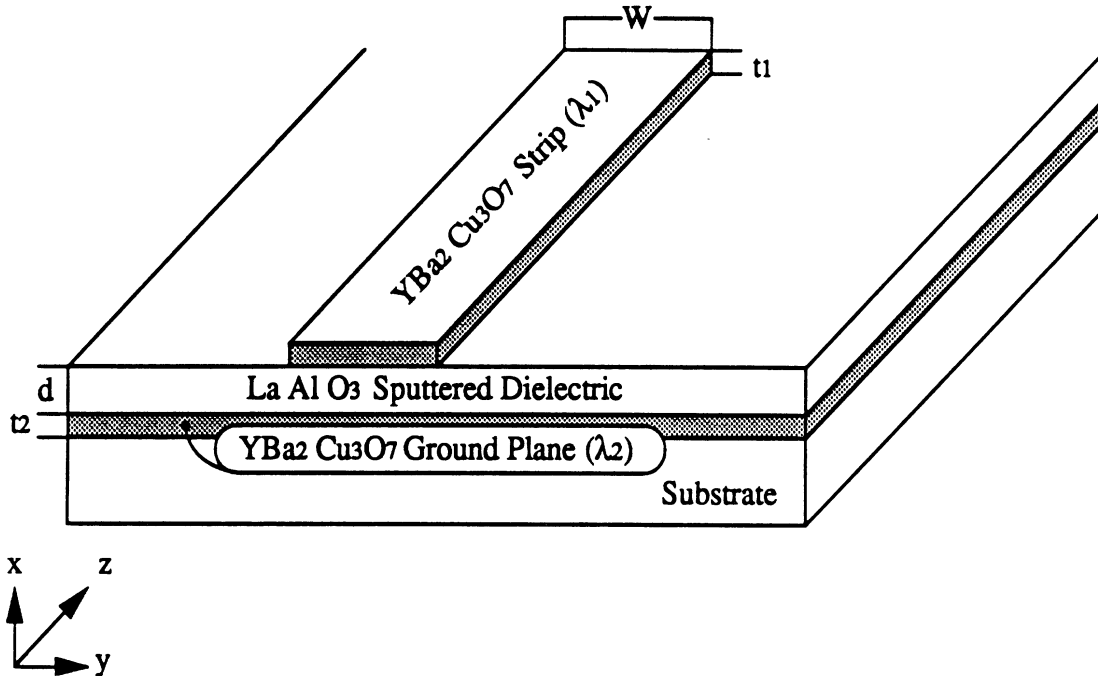 W
t1
YBa2 Cu3O7 Strip (λ1)
d
La Al O3 Sputtered Dielectric
t2
YBa2 Cu3O7 Ground Plane (λ2)
Substrate
x
z
y